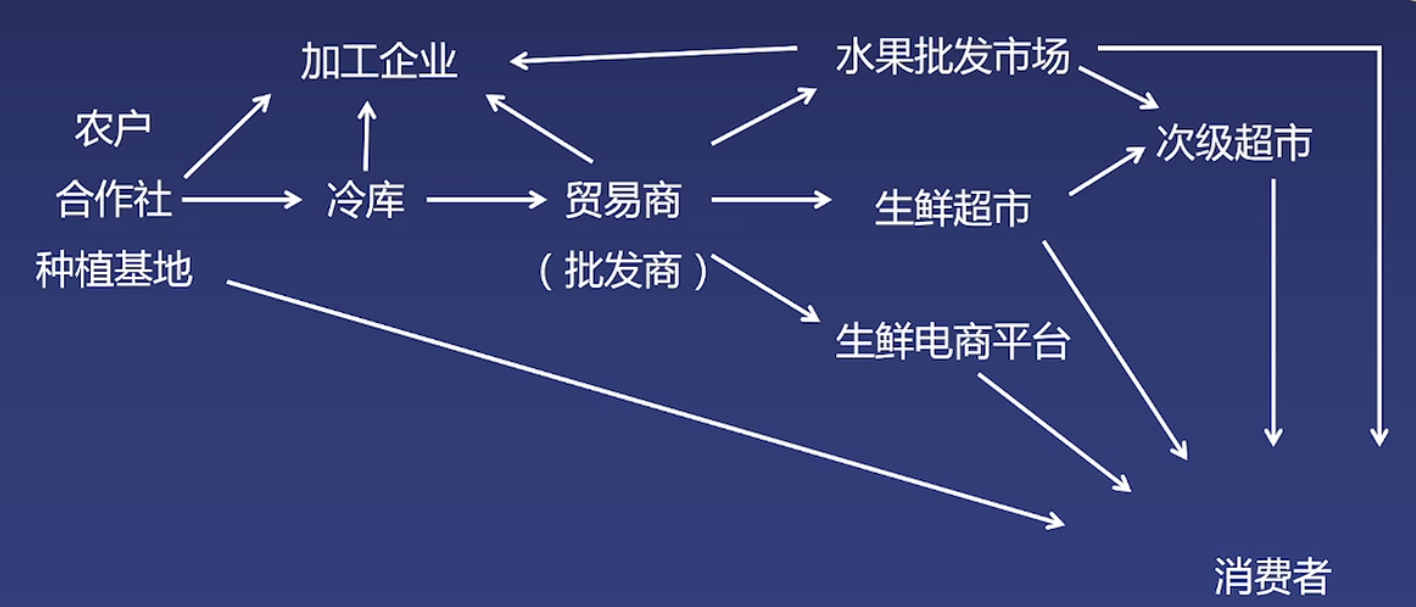 加工企业
水果批发市场
农户
次级超市
合作社
冷库
贸易商
生鲜超市
种植基地
（批发商）
生鲜电商平台
消费者